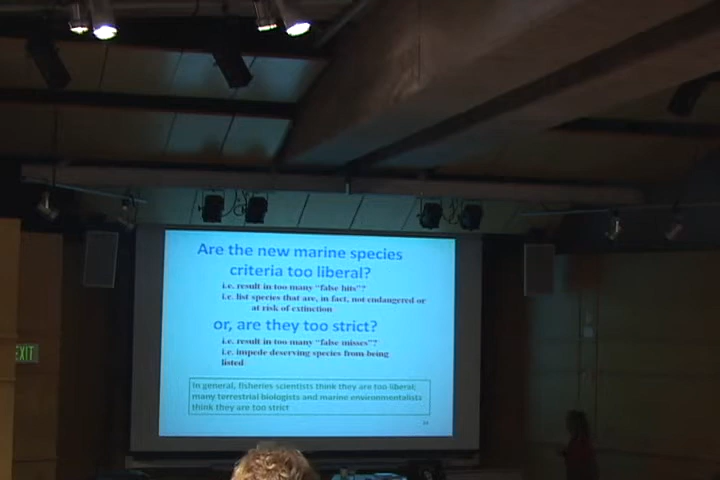 Are the new marine species
criteria too liberal?
i.e. result in too many "false hits"?
i.e. list species that are, in fact, not endangered or
at risk of extinction
or, are they too strict?
i.e. result in too many "false misses"?
i.e. impede deserving species from being
listed
In general, fisheries scientists think they are too liberal;
many terrestrial biologists and marine environmentalists
think they are too strict
EXIT